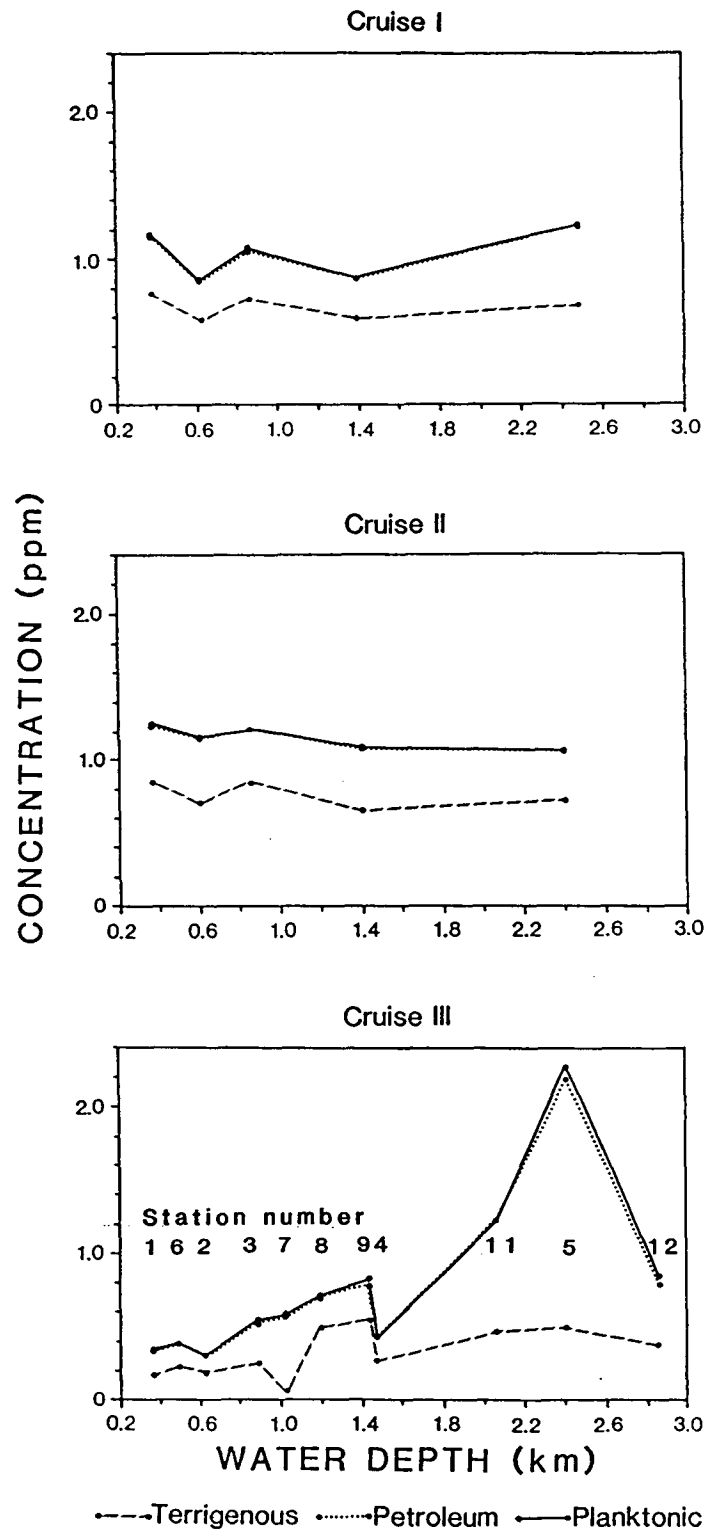 Cruise I
2.0
1.0
0
0.2 0.6 1.0 1.4 1.8 2.2 2.6 3.0
CONCENTRATION (ppm)
Cruise II
2.0
1.0
0
0.2 0.6 1.0 1.4 1.8 2.2 2.6 3.0
Cruise III
2.0
Station number
1 6 2 3 7 8 9 4 11 5 12
1.0
0
0.2 0.6 1.0 1.4 1.8 2.2 2.6 3.0
WATER DEPTH (km)
Terrigenous Petroleum Planktonic